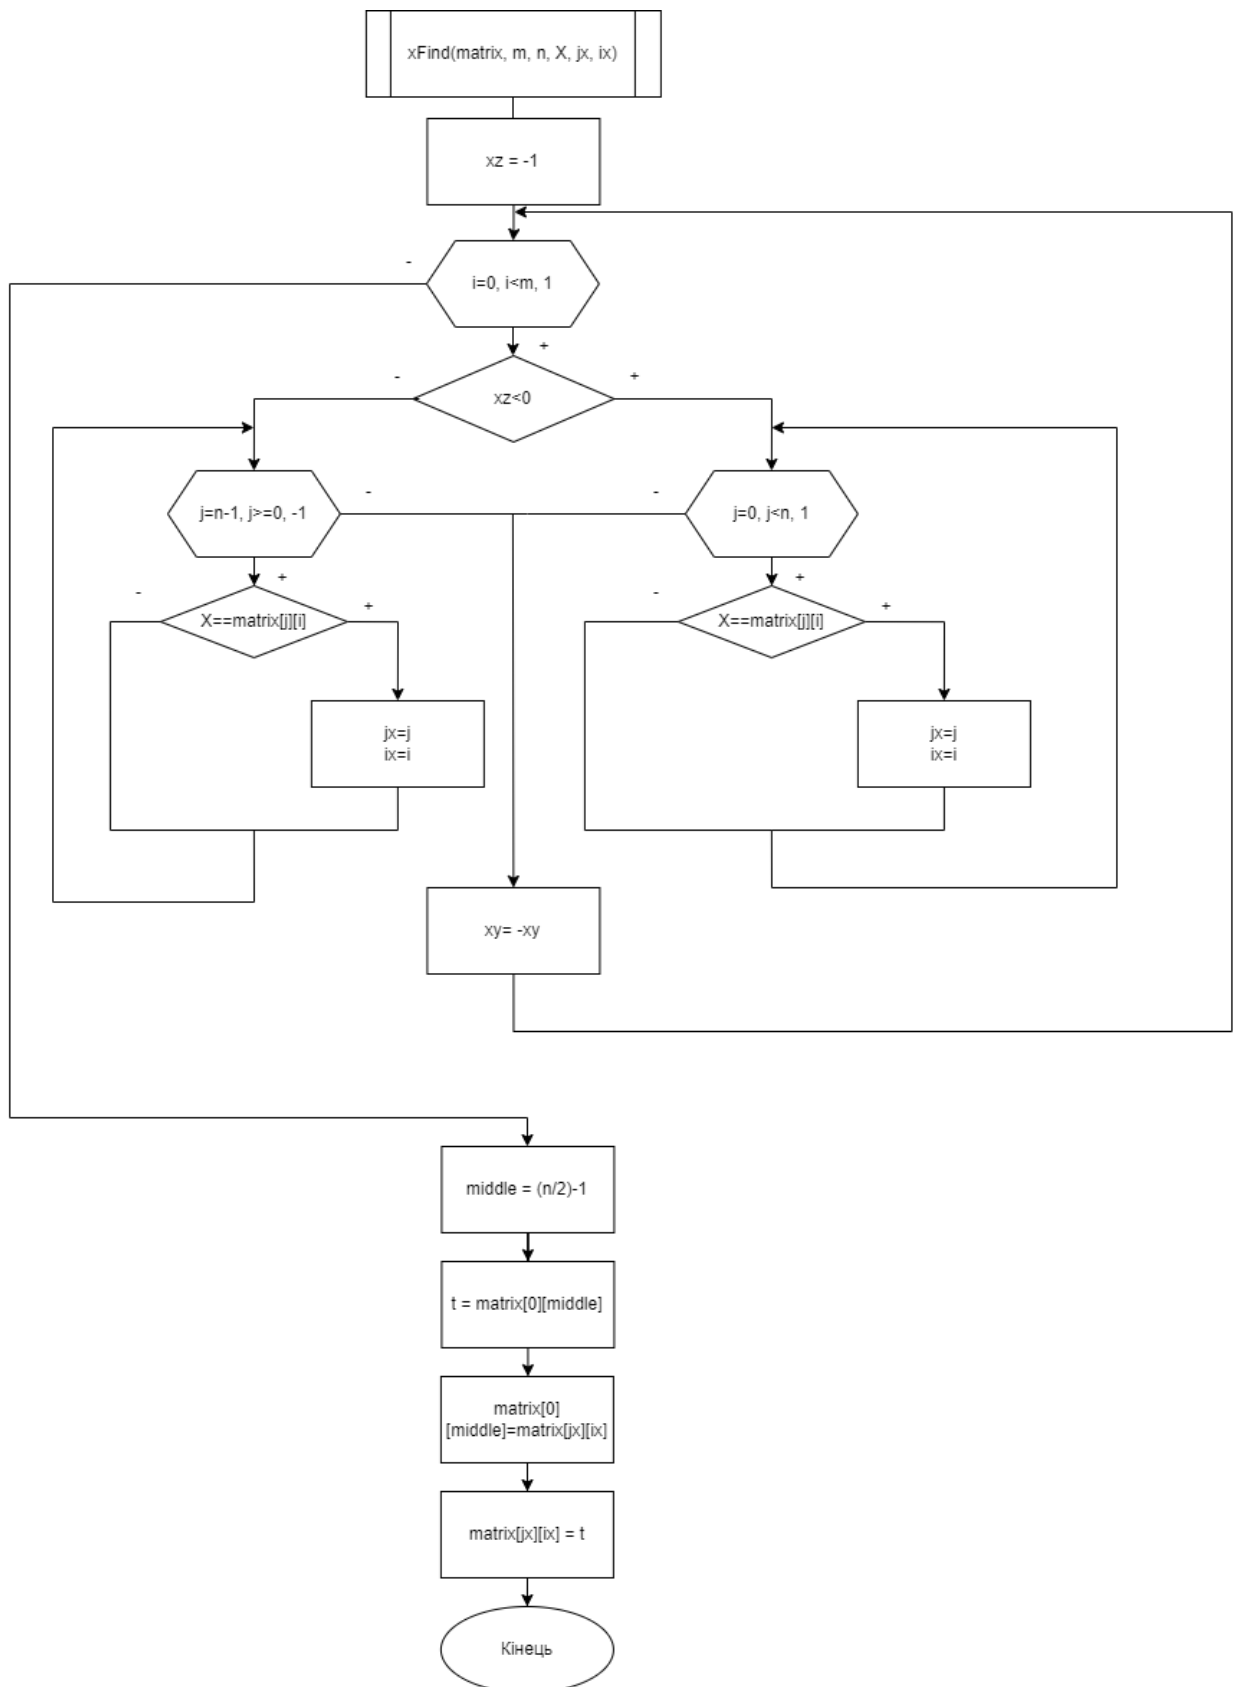 xFind(matrix, m, n, X, jx, ix)
xz = -1
-
i=0, i<m, 1
+
-
xz<0
+
j=n-1, j>=0, -1
-
-
j=0, j<n, 1
+
+
-
X==matrix[j][i]
+
-
X==matrix[j][i]
+
jx=j
ix=i
jx=j
ix=i
xy= -xy
middle = (n/2)-1
t = matrix[0][middle]
matrix[0]
[middle]=matrix[jx][ix]
matrix[jx][ix] = t
Кінець